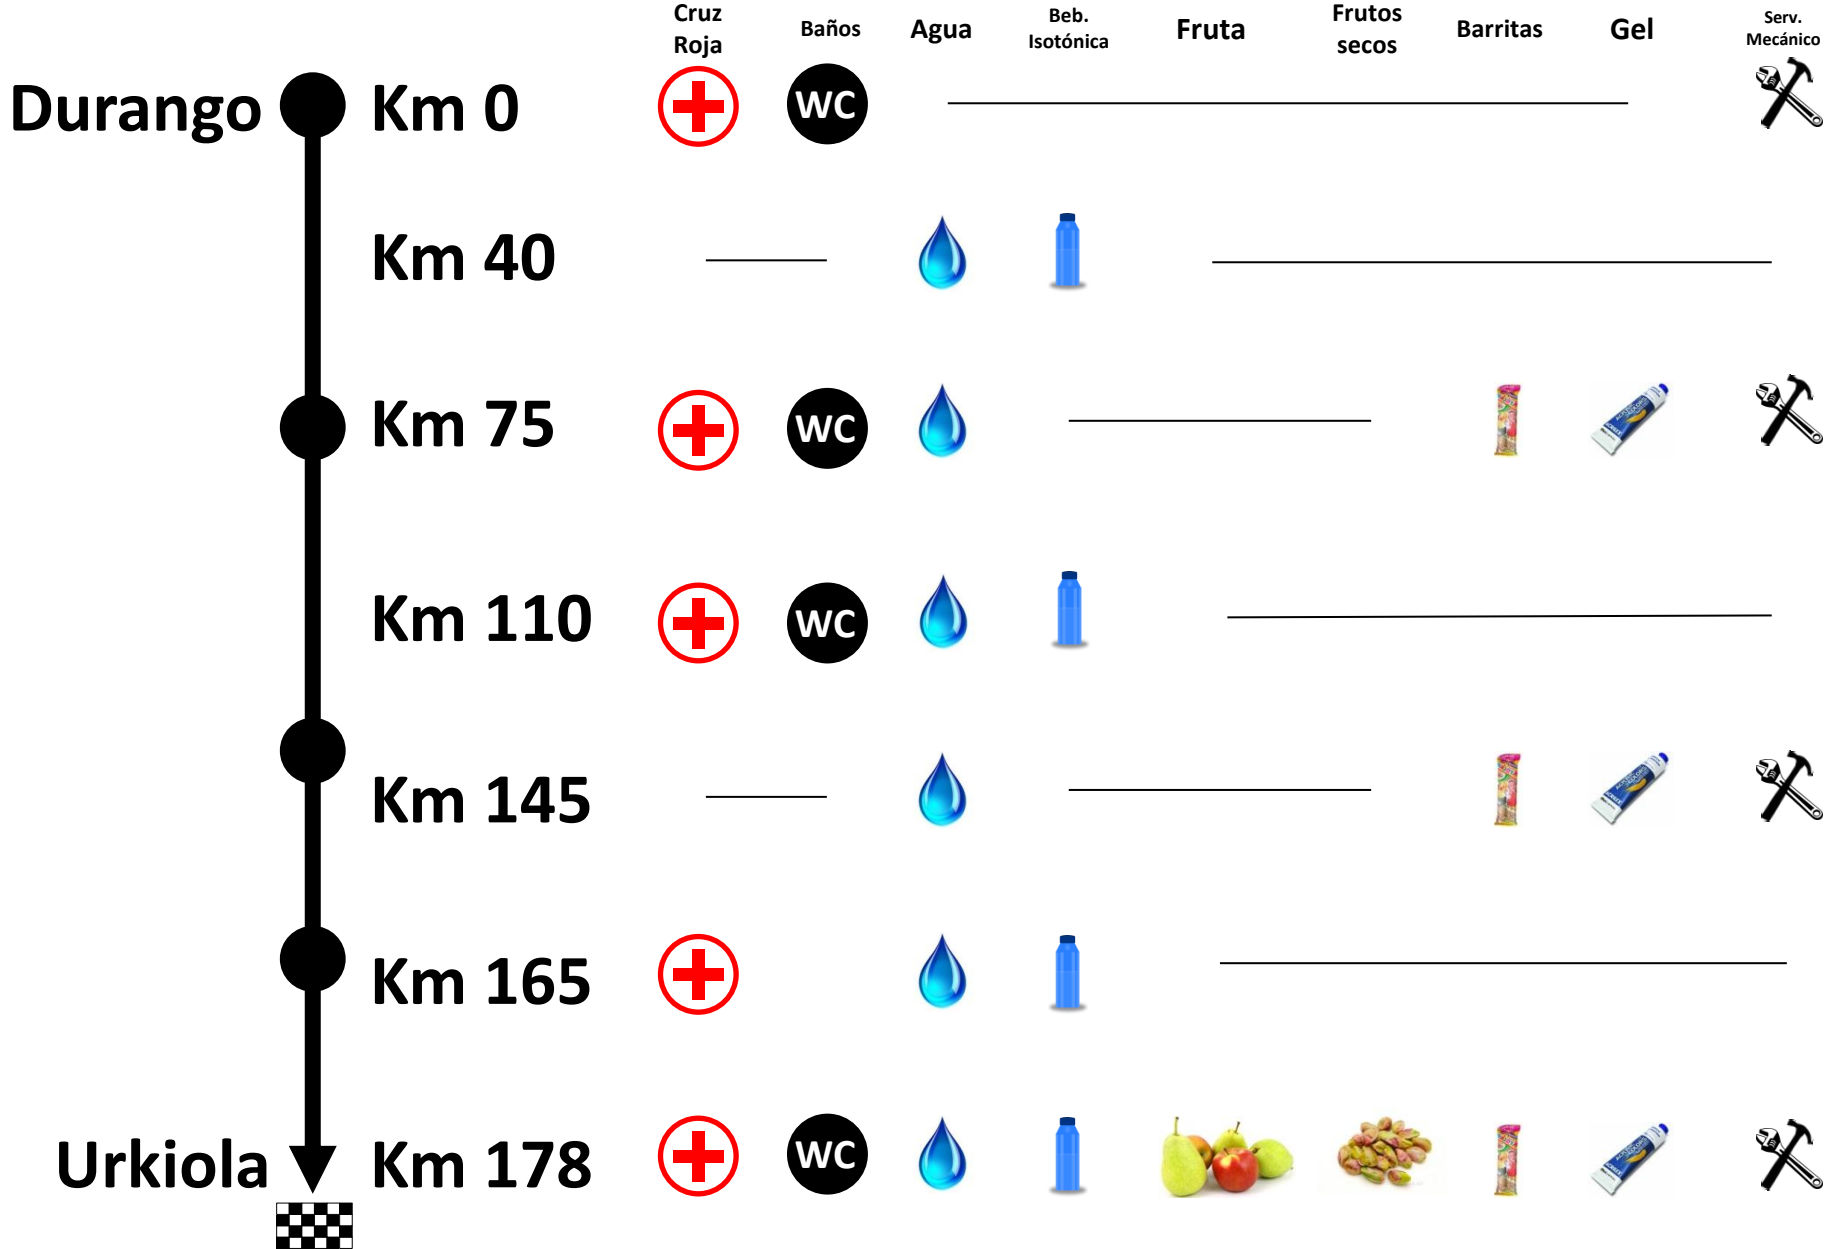 Cruz
Roja
Baños
Agua
Beb.
Isotónica
Fruta
Frutos
secos
Barritas
Gel
Serv.
Mecánico
Durango
Km 0
WC
Km 40
Km 75
WC
Km 110
WC
Km 145
Km 165
Urkiola
Km 178
WC